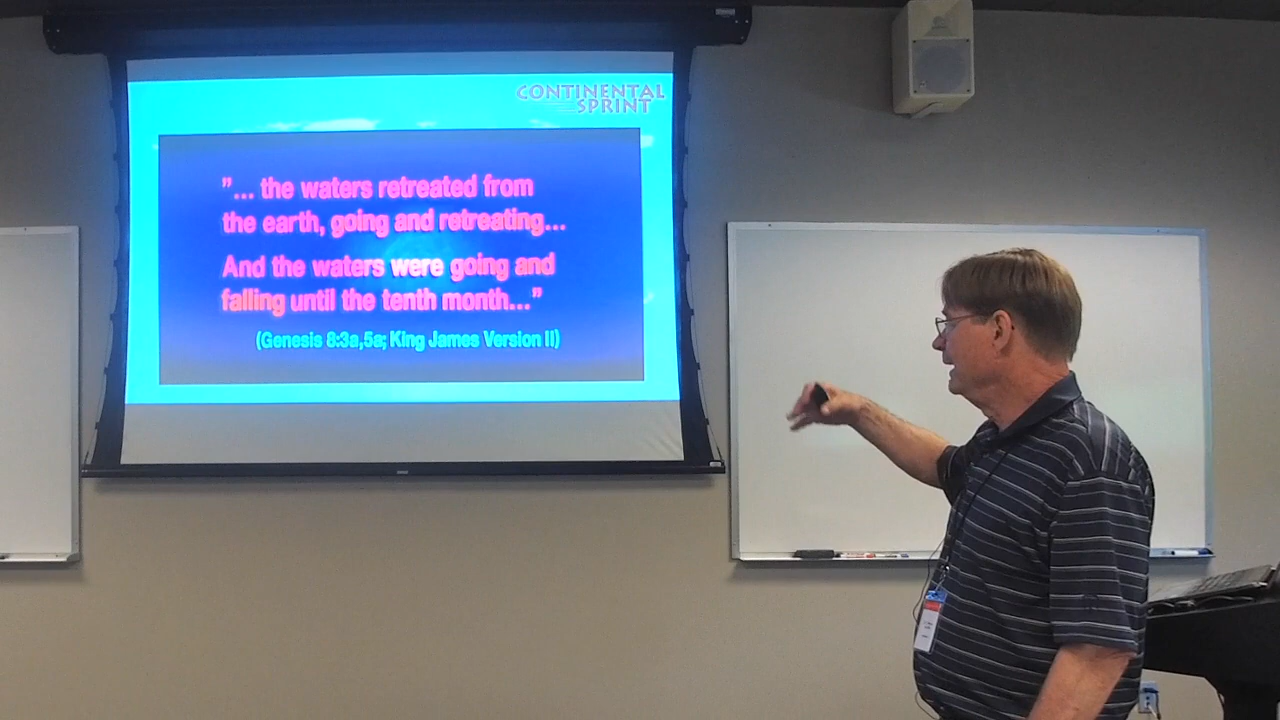 CONTINENTAL
SPRINT
"... the waters retreated from
the earth, going and retreating...
And the waters were going and
falling until the tenth month..."
(Genesis 8:3a,5a; King James Version II)